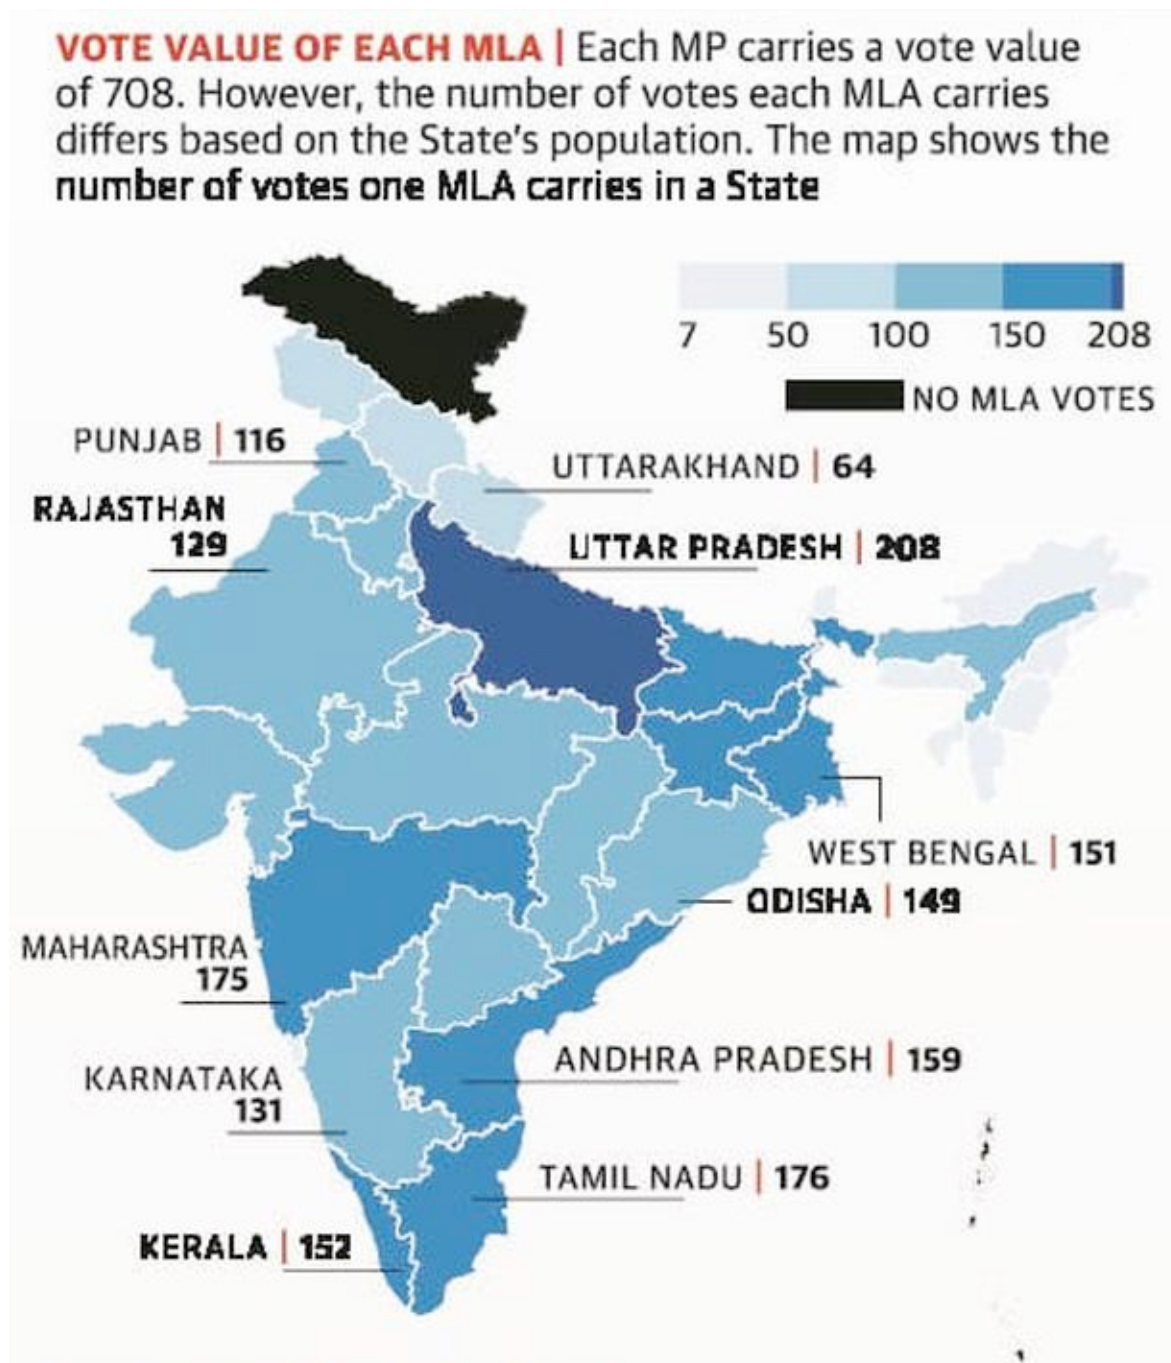 VOTE VALUE OF EACH MLA | Each MP carries a vote value
of 708. However, the number of votes each MLA carries
differs based on the State's population. The map shows the
number of votes one MLA carries in a State
7 50 100 150 208
NO MLA VOTES
PUNJAB | 116
UTTARAKHAND | 64
RAJASTHAN
129
UTTAR PRADESH | 208
WEST BENGAL | 151
ODISHA | 149
MAHARASHTRA
175
ANDHRA PRADESH | 159
KARNATAKA
131
TAMIL NADU | 176
KERALA | 152